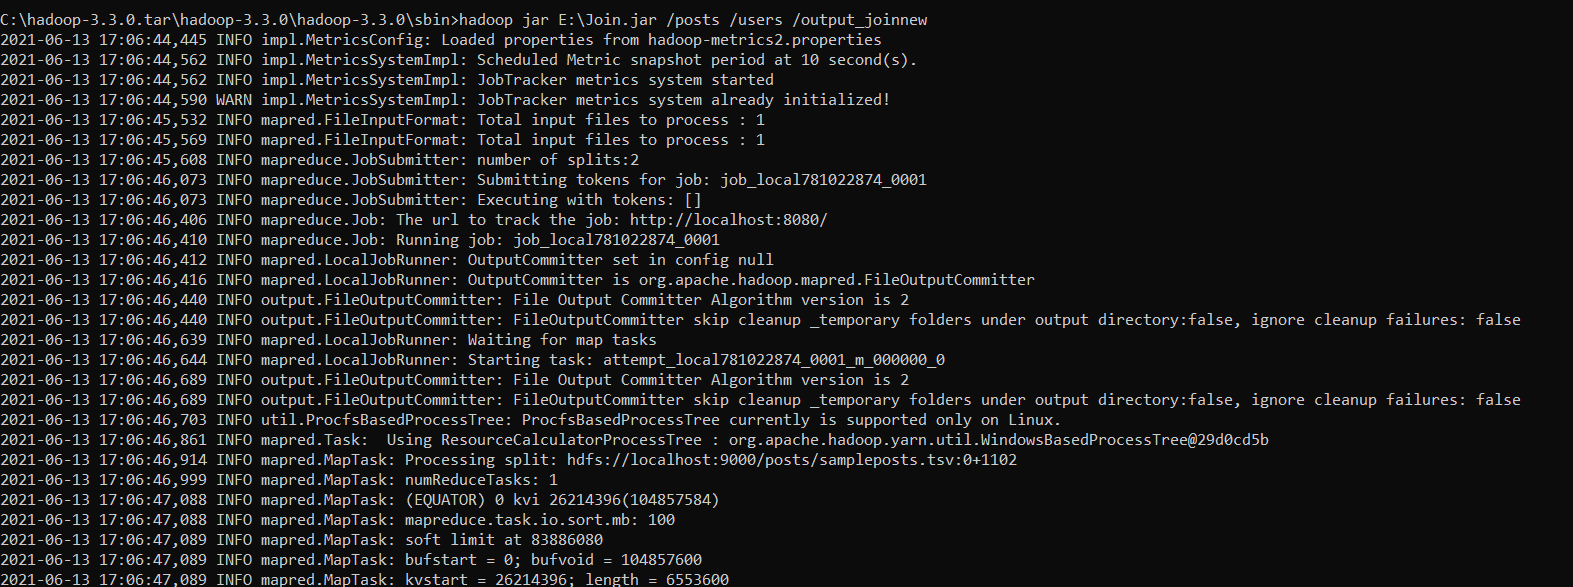 C:\hadoop-3.3.0.tar\hadoop-3.3.0\hadoop-3.3.0\sbin>hadoop jar E:\Join.jar /posts /users /output_joinnew
2021-06-13 17:06:44,445 INFO impl.MetricsConfig: Loaded properties from hadoop-metrics2.properties
2021-06-13 17:06:44,562 INFO impl.MetricsSystemImpl: Scheduled Metric snapshot period at 10 second(s).
2021-06-13 17:06:44,562 INFO impl.MetricsSystemImpl: JobTracker metrics system started
2021-06-13 17:06:44,590 WARN impl.MetricsSystemImpl: JobTracker metrics system already initialized!
2021-06-13 17:06:45,532 INFO mapred.FileInputFormat: Total input files to process : 1
2021-06-13 17:06:45,569 INFO mapred.FileInputFormat: Total input files to process : 1
2021-06-13 17:06:45,608 INFO mapreduce.JobSubmitter: number of splits:2
2021-06-13 17:06:46,073 INFO mapreduce.JobSubmitter: Submitting tokens for job: job_local781022874_0001
2021-06-13 17:06:46,073 INFO mapreduce.JobSubmitter: Executing with tokens: []
2021-06-13 17:06:46,406 INFO mapreduce.Job: The url to track the job: http://localhost:8080/
2021-06-13 17:06:46,410 INFO mapreduce.Job: Running job: job_local781022874_0001
2021-06-13 17:06:46,412 INFO mapred.LocalJobRunner: OutputCommitter set in config null
2021-06-13 17:06:46,416 INFO mapred.LocalJobRunner: OutputCommitter is org.apache.hadoop.mapred.FileOutputCommitter
2021-06-13 17:06:46,440 INFO output.FileOutputCommitter: File Output Committer Algorithm version is 2
2021-06-13 17:06:46,440 INFO output.FileOutputCommitter: FileOutputCommitter skip cleanup _temporary folders under output directory:false, ignore cleanup failures: false
2021-06-13 17:06:46,639 INFO mapred.LocalJobRunner: Waiting for map tasks
2021-06-13 17:06:46,644 INFO mapred.LocalJobRunner: Starting task: attempt_local781022874_0001_m_000000_0
2021-06-13 17:06:46,689 INFO output.FileOutputCommitter: File Output Committer Algorithm version is 2
2021-06-13 17:06:46,689 INFO output.FileOutputCommitter: FileOutputCommitter skip cleanup _temporary folders under output directory:false, ignore cleanup failures: false
2021-06-13 17:06:46,703 INFO util.ProcfsBasedProcessTree: ProcfsBasedProcessTree currently is supported only on Linux.
2021-06-13 17:06:46,861 INFO mapred.Task:  Using ResourceCalculatorProcessTree : org.apache.hadoop.yarn.util.WindowsBasedProcessTree@29d0cd5b
2021-06-13 17:06:46,914 INFO mapred.MapTask: Processing split: hdfs://localhost:9000/posts/sampleposts.tsv:0+1102
2021-06-13 17:06:46,999 INFO mapred.MapTask: numReduceTasks: 1
2021-06-13 17:06:47,088 INFO mapred.MapTask: (EQUATOR) 0 kvi 26214396(104857584)
2021-06-13 17:06:47,088 INFO mapred.MapTask: mapreduce.task.io.sort.mb: 100
2021-06-13 17:06:47,089 INFO mapred.MapTask: soft limit at 83886080
2021-06-13 17:06:47,089 INFO mapred.MapTask: bufstart = 0; bufvoid = 104857600
2021-06-13 17:06:47,089 INFO mapred.MapTask: kvstart = 26214396; length = 6553600